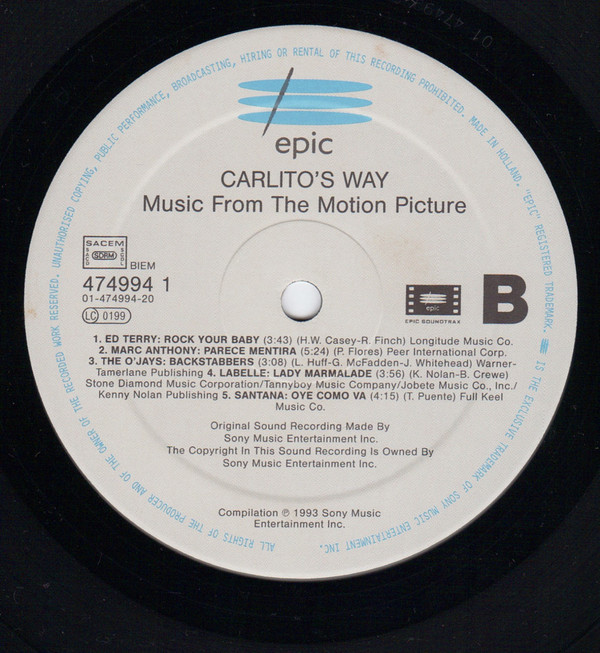 01 4749
UNAUTHORISED COPYING, PUBLIC PERFORMANCE, BROADCASTING, HIRING OR RENTAL OF THIS RECORDING PROHIBITED. MADE IN HOLLAND. "EPIC" REGISTERED TRADEMARK. IS THE EXCLUSIVE TRADEMARK OF SONY MUSIC ENTERTAINMENT INC. ALL RIGHTS OF THE PRODUCER AND OF THE OWNER OF THE RECORDED WORK RESERVED.
epic
CARLITO'S WAY
Music From The Motion Picture
SACEM
SDRM
BIEM
474994 1
01-474994-20
LC 0199
epic
EPIC SOUNDTRAX
B
1. ED TERRY: ROCK YOUR BABY (3:43) (H.W. Casey-R. Finch) Longitude Music Co.
2. MARC ANTHONY: PARECE MENTIRA (5:24) (P. Flores) Peer International Corp.
3. THE O'JAYS: BACKSTABBERS (3:08) (L. Huff-G. McFadden-J. Whitehead) Warner-
Tamerlane Publishing 4. LABELLE: LADY MARMALADE (3:56) (K. Nolan-B. Crewe)
Stone Diamond Music Corporation/Tannyboy Music Company/Jobete Music Co., Inc./
Kenny Nolan Publishing 5. SANTANA: OYE COMO VA (4:15) (T. Puente) Full Keel
Music Co.
Original Sound Recording Made By
Sony Music Entertainment Inc.
The Copyright In This Sound Recording Is Owned By
Sony Music Entertainment Inc.
Compilation ℗ 1993 Sony Music
Entertainment Inc.